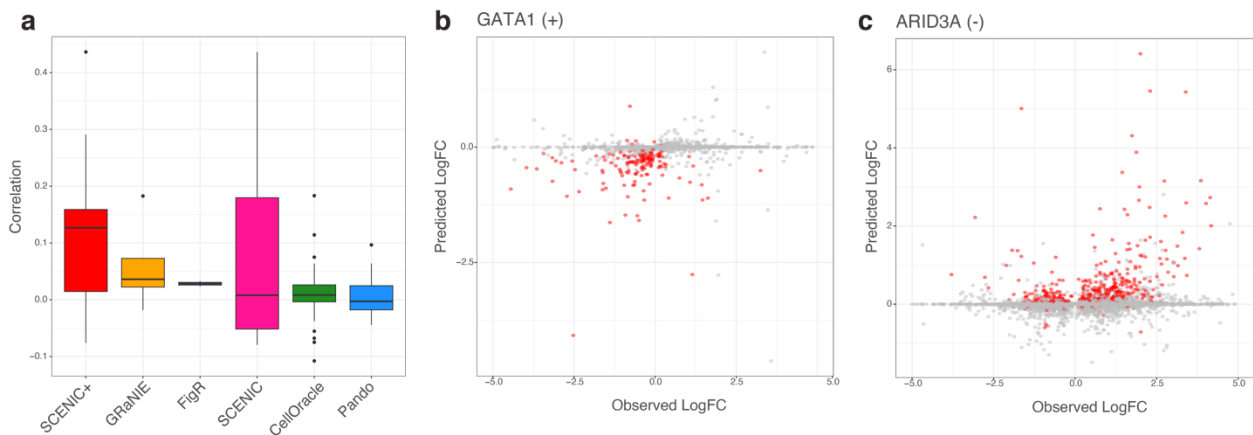 a
Correlation
0.4
0.3
0.2
0.1
0.0
−0.1
SCENIC+
GRaNIE
FigR
SCENIC
CellOracle
Pando
b
GATA1 (+)
Predicted LogFC
0.0
−2.5
−5.0
−2.5
0.0
2.5
5.0
Observed LogFC
c
ARID3A (-)
Predicted LogFC
6
4
2
0
−5.0
−2.5
0.0
2.5
5.0
Observed LogFC